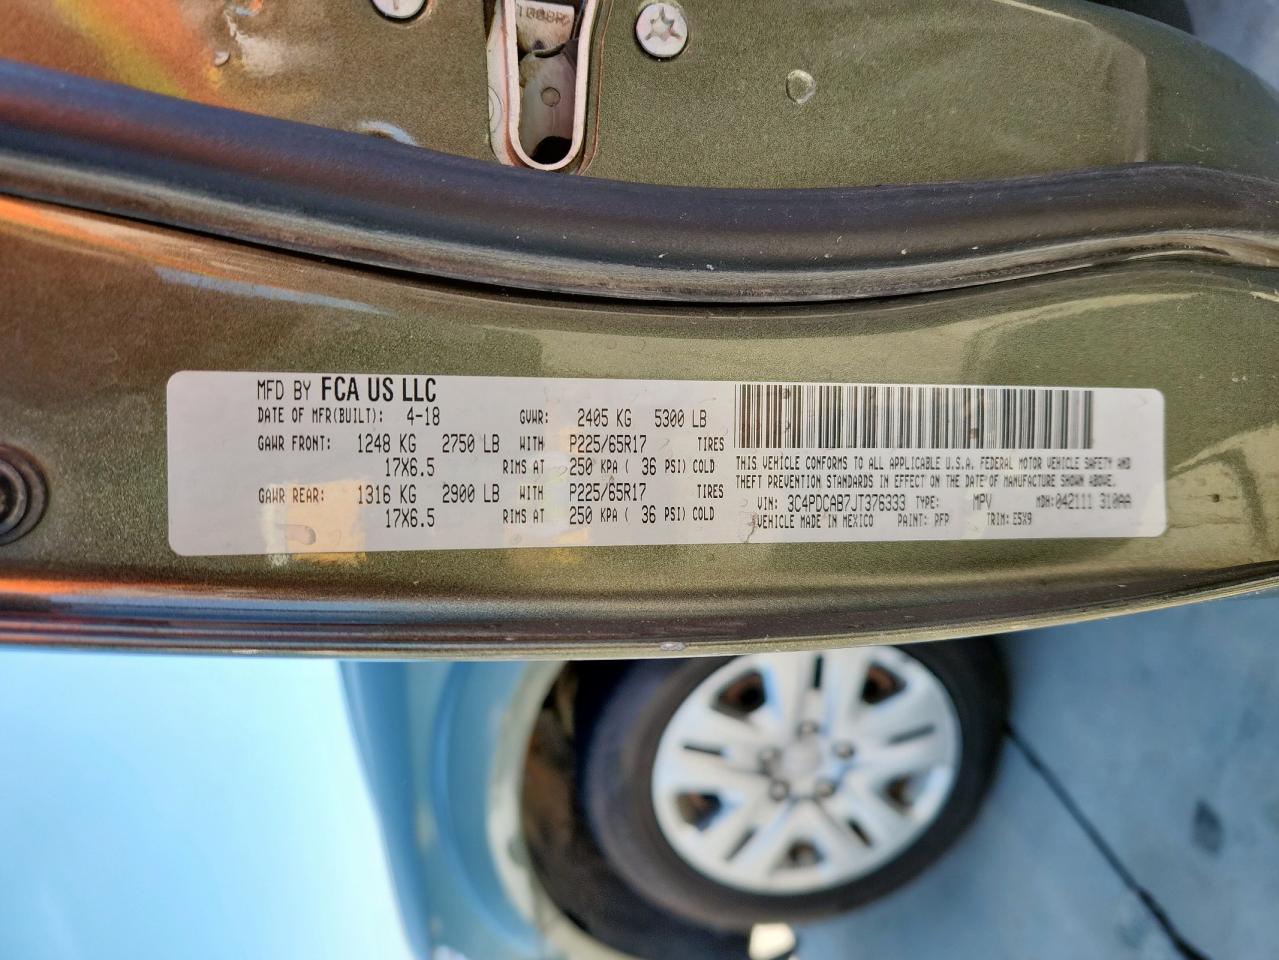 MFD BY FCA US LLC
DATE OF MFR(BUILT): 4-18 GVWR: 2405 KG 5300 LB
GAWR FRONT: 1248 KG 2750 LB WITH P225/65R17 TIRES
17X6.5 RIMS AT 250 KPA ( 36 PSI) COLD
GAWR REAR: 1316 KG 2900 LB WITH P225/65R17 TIRES
17X6.5 RIMS AT 250 KPA ( 36 PSI) COLD
THIS VEHICLE CONFORMS TO ALL APPLICABLE U.S.A. FEDERAL MOTOR VEHICLE SAFETY AND
THEFT PREVENTION STANDARDS IN EFFECT ON THE DATE OF MANUFACTURE SHOWN ABOVE.
VIN: 3C4PDCAB7JT376333 TYPE: MPV MDH: 042111 310AA
VEHICLE MADE IN MEXICO PAINT: PFP TRIM: E5X9